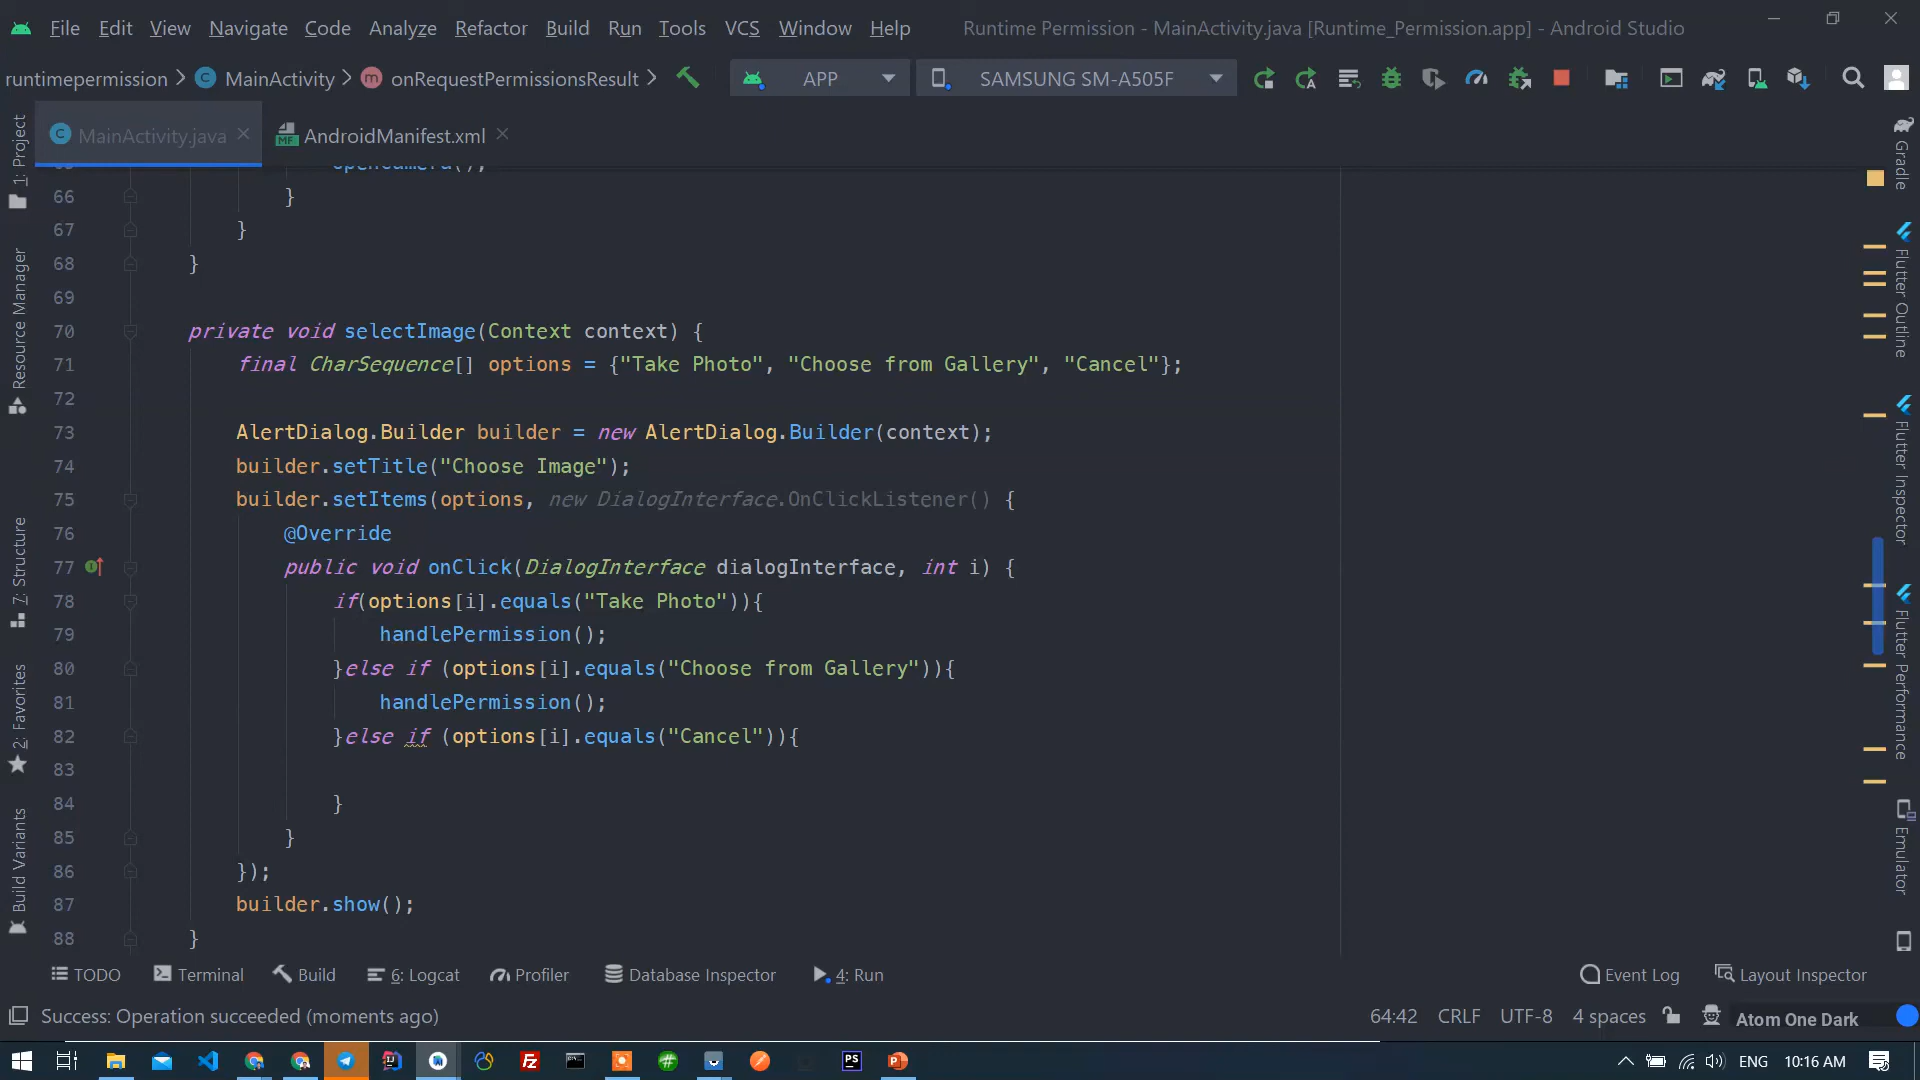 File Edit View Navigate Code Analyze Refactor Build Run Tools VCS Window Help Runtime Permission - MainActivity.java [Runtime_Permission.app] - Android Studio
runtimepermission MainActivity onRequestPermissionsResult APP SAMSUNG SM-A505F
MainActivity.java AndroidManifest.xml
66 }
67 }
68 }
69
70 private void selectImage(Context context) {
71 final CharSequence[] options = {"Take Photo", "Choose from Gallery", "Cancel"};
72
73 AlertDialog.Builder builder = new AlertDialog.Builder(context);
74 builder.setTitle("Choose Image");
75 builder.setItems(options, new DialogInterface.OnClickListener() {
76 @Override
77 public void onClick(DialogInterface dialogInterface, int i) {
78 if(options[i].equals("Take Photo")){
79 handlePermission();
80 }else if (options[i].equals("Choose from Gallery")){
81 handlePermission();
82 }else if (options[i].equals("Cancel")){
83
84 }
85 }
86 });
87 builder.show();
88 }
1: Project
Resource Manager
7: Structure
2: Favorites
Build Variants
Gradle
Flutter Outline
Flutter Inspector
Flutter Performance
Emulator
TODO Terminal Build 6: Logcat Profiler Database Inspector 4: Run Event Log Layout Inspector
Success: Operation succeeded (moments ago) 64:42 CRLF UTF-8 4 spaces Atom One Dark
ENG 10:16 AM